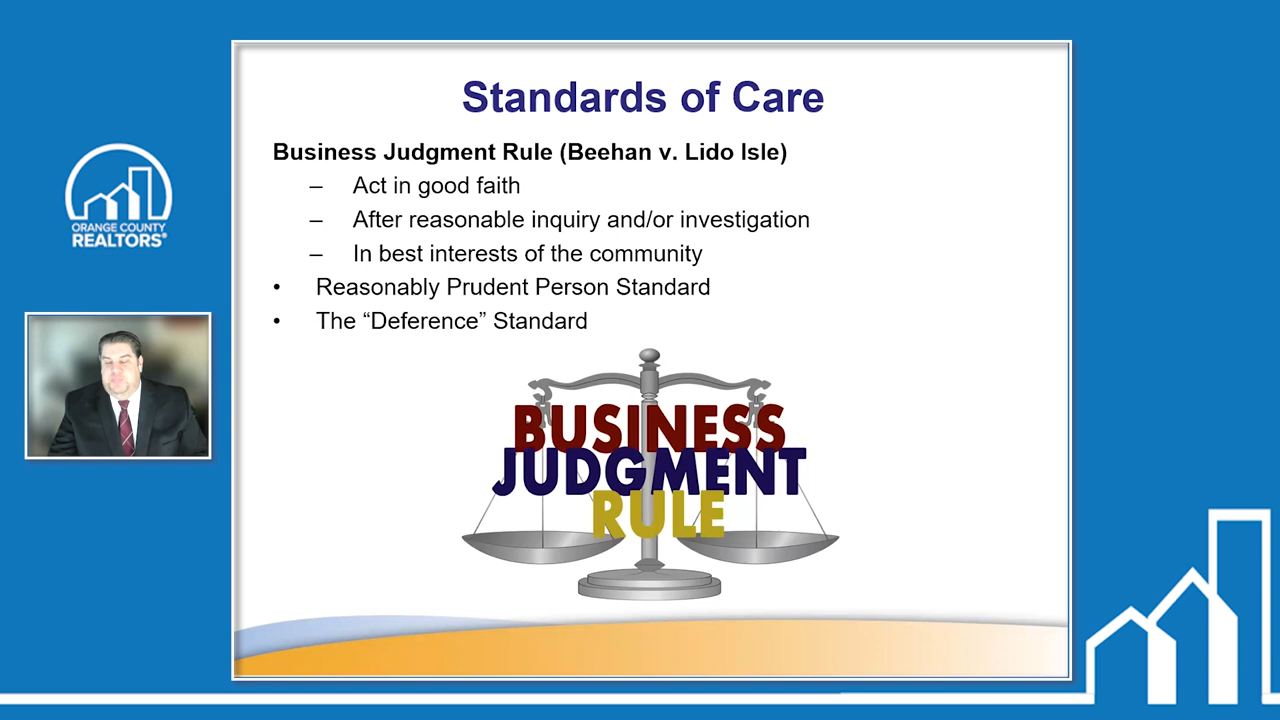 Standards of Care
Business Judgment Rule (Beehan v. Lido Isle)
– Act in good faith
– After reasonable inquiry and/or investigation
– In best interests of the community
• Reasonably Prudent Person Standard
• The “Deference” Standard
BUSINESS
JUDGMENT
RULE
ORANGE COUNTY
REALTORS®